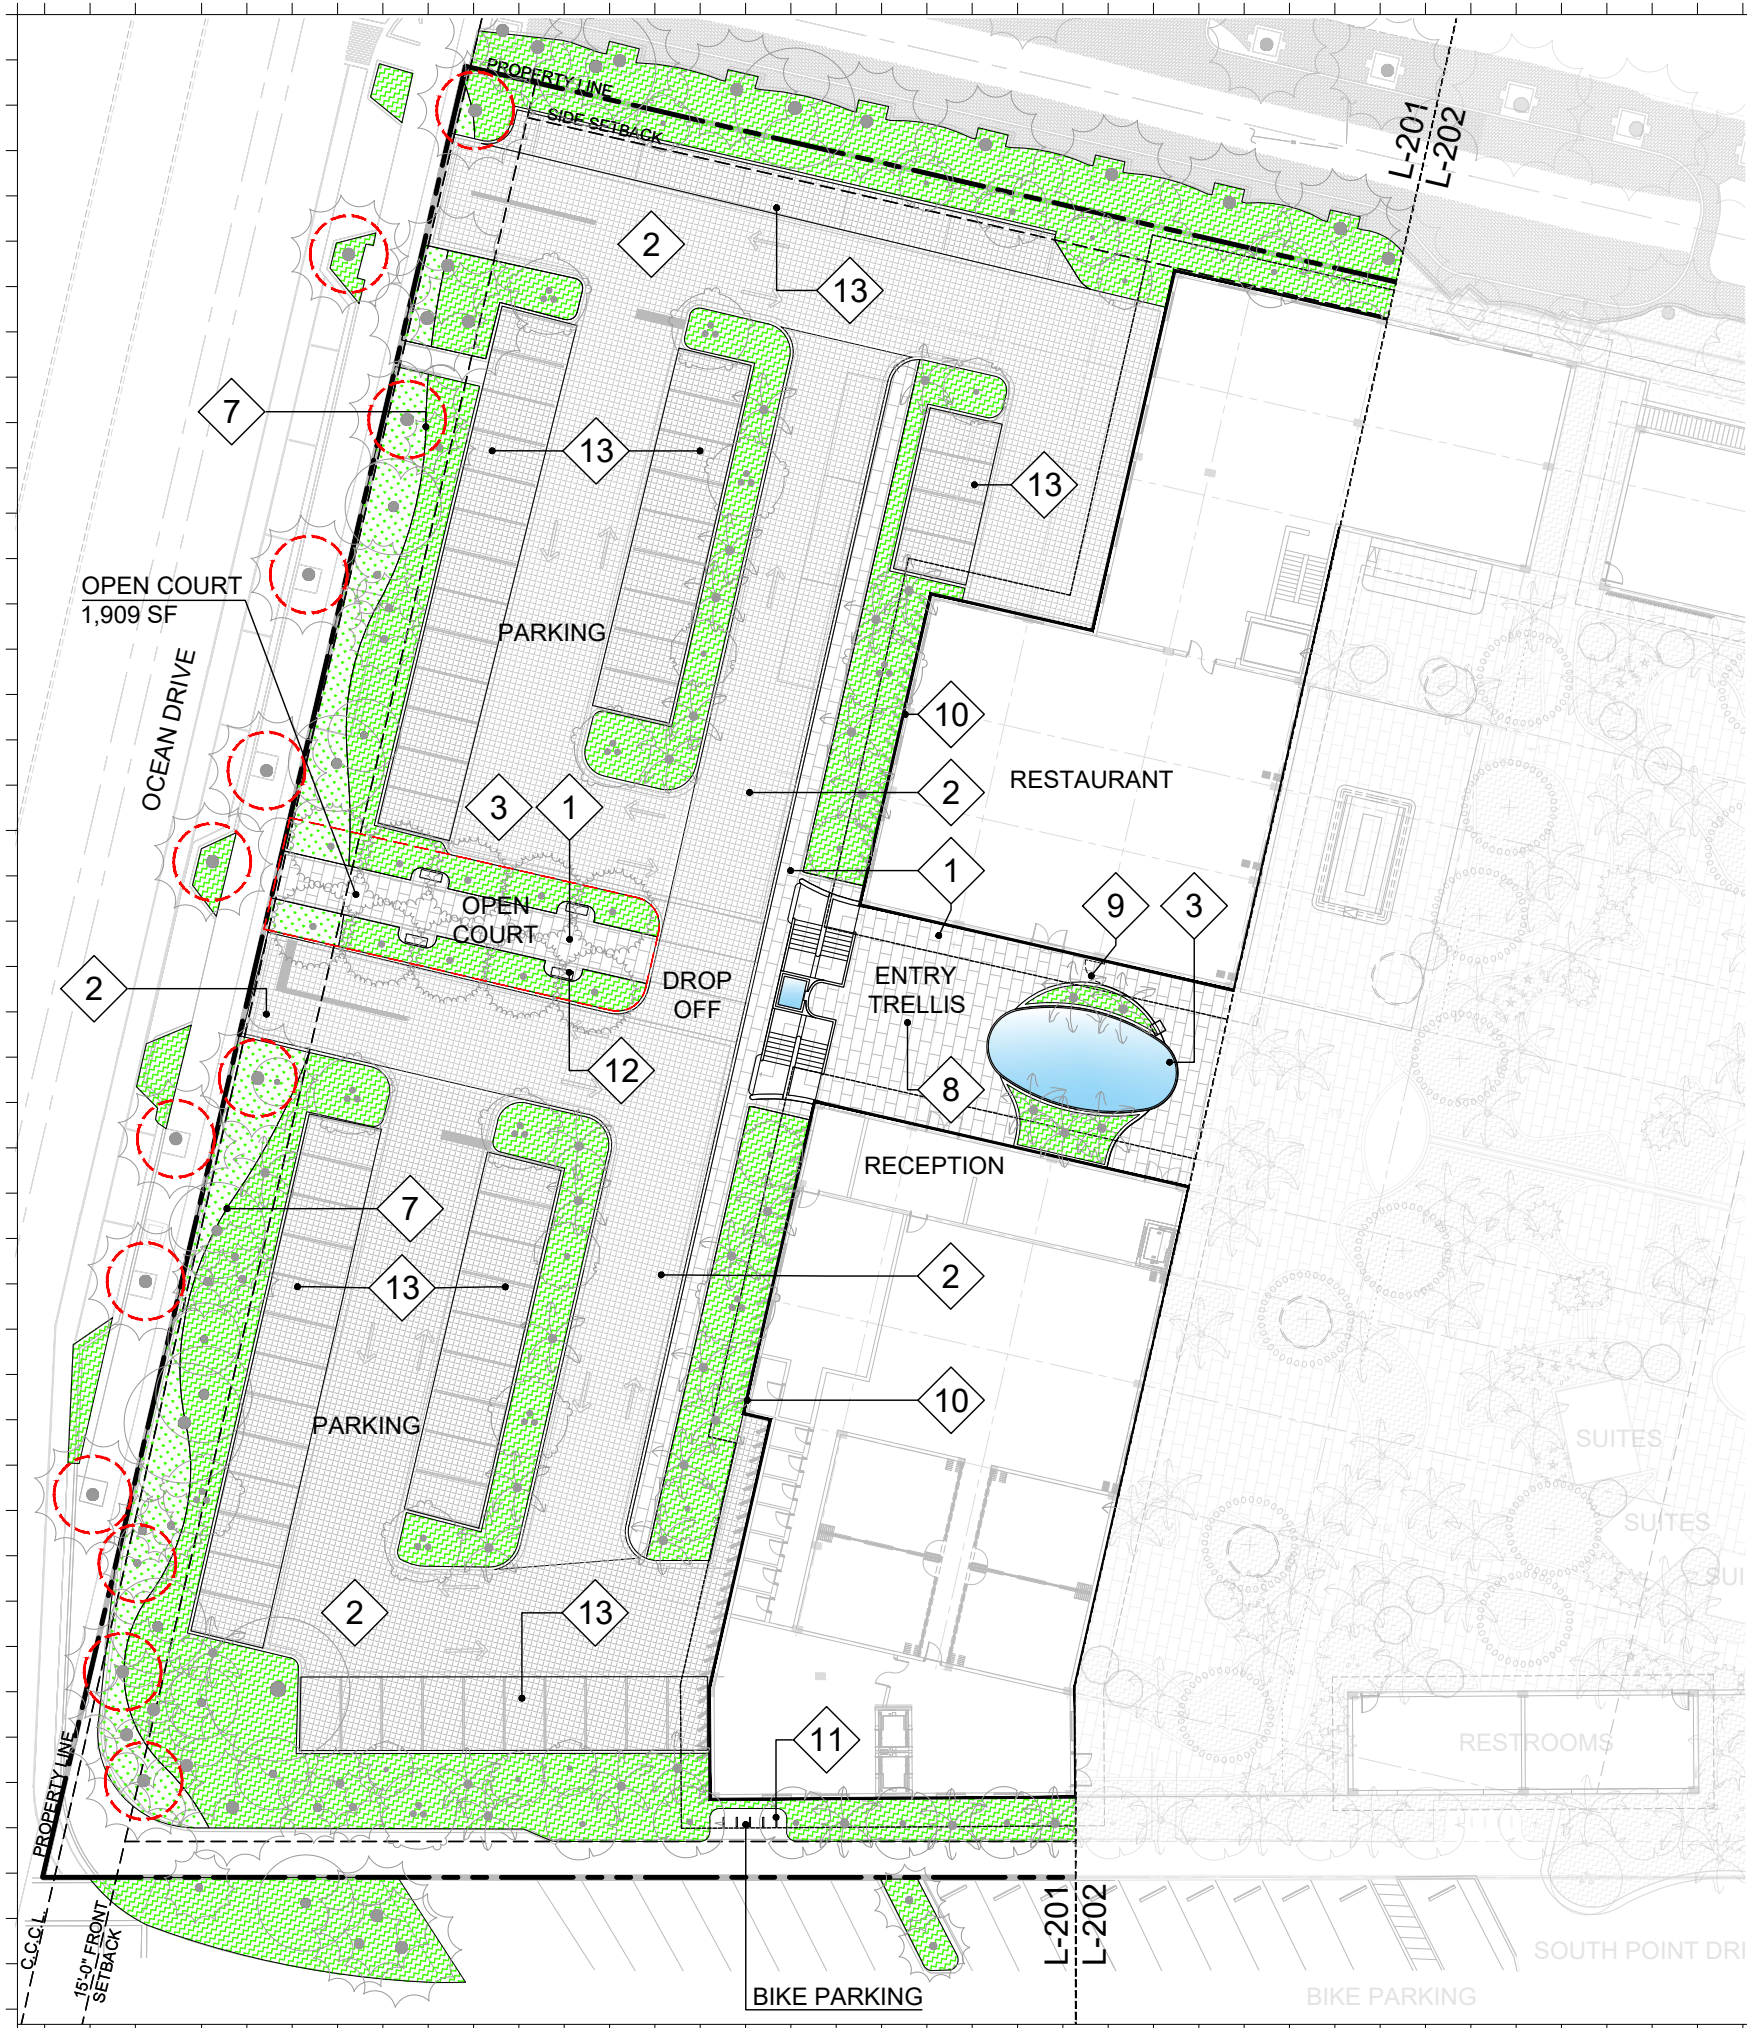 PROPERTY LINE
SIDE SETBACK
L-201
L-202
2
13
7
13
13
OPEN COURT
1,909 SF
PARKING
OCEAN DRIVE
10
2
RESTAURANT
3
1
1
9
3
OPEN
COURT
2
DROP
OFF
ENTRY
TRELLIS
12
8
RECEPTION
7
13
2
10
PARKING
SUITES
SUITES
SUI
2
13
11
RESTROOMS
PROPERTY LINE
C.C.C.L.
15'-0" FRONT
SETBACK
L-201
L-202
SOUTH POINT DRI
BIKE PARKING
BIKE PARKING